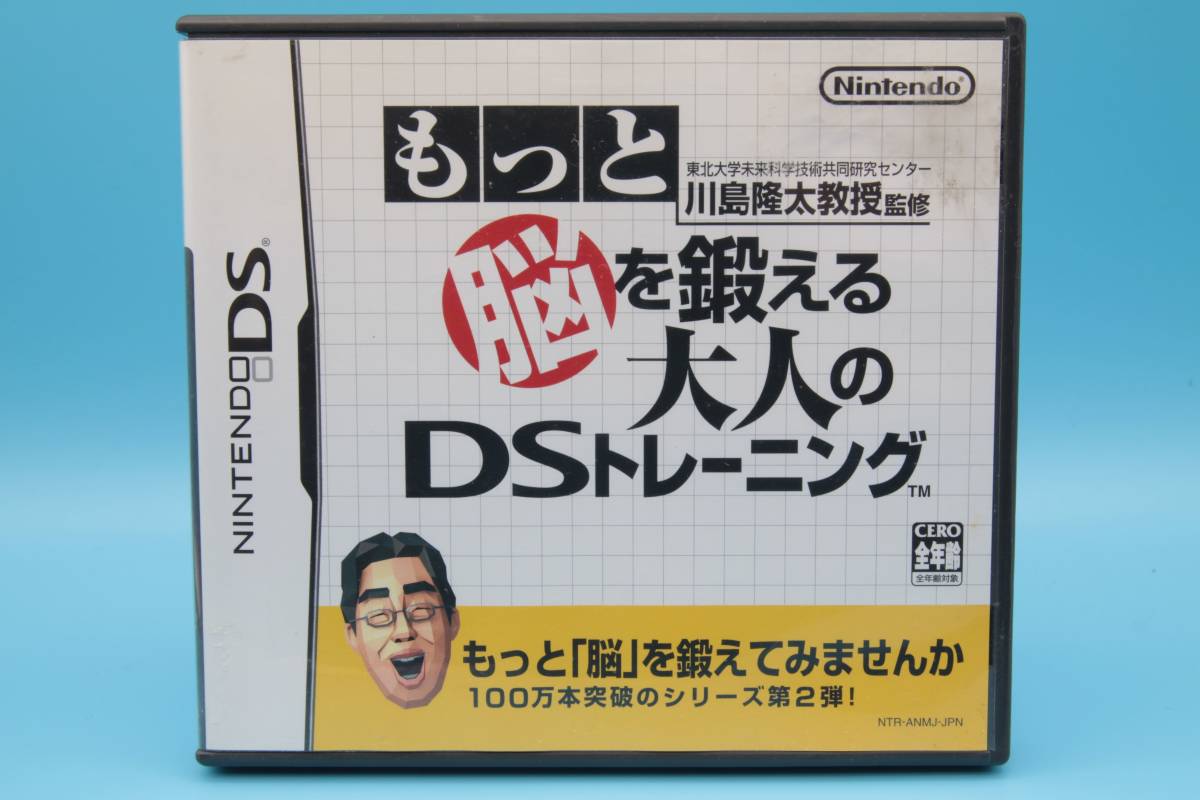 NINTENDO DS®
Nintendo®
もっと
東北大学未来科学技術共同研究センター
川島隆太教授監修
脳を鍛える
大人の
DSトレーニング™
CERO
全年齢
全年齢対象
もっと「脳」を鍛えてみませんか
100万本突破のシリーズ第2弾!
NTR-ANMJ-JPN